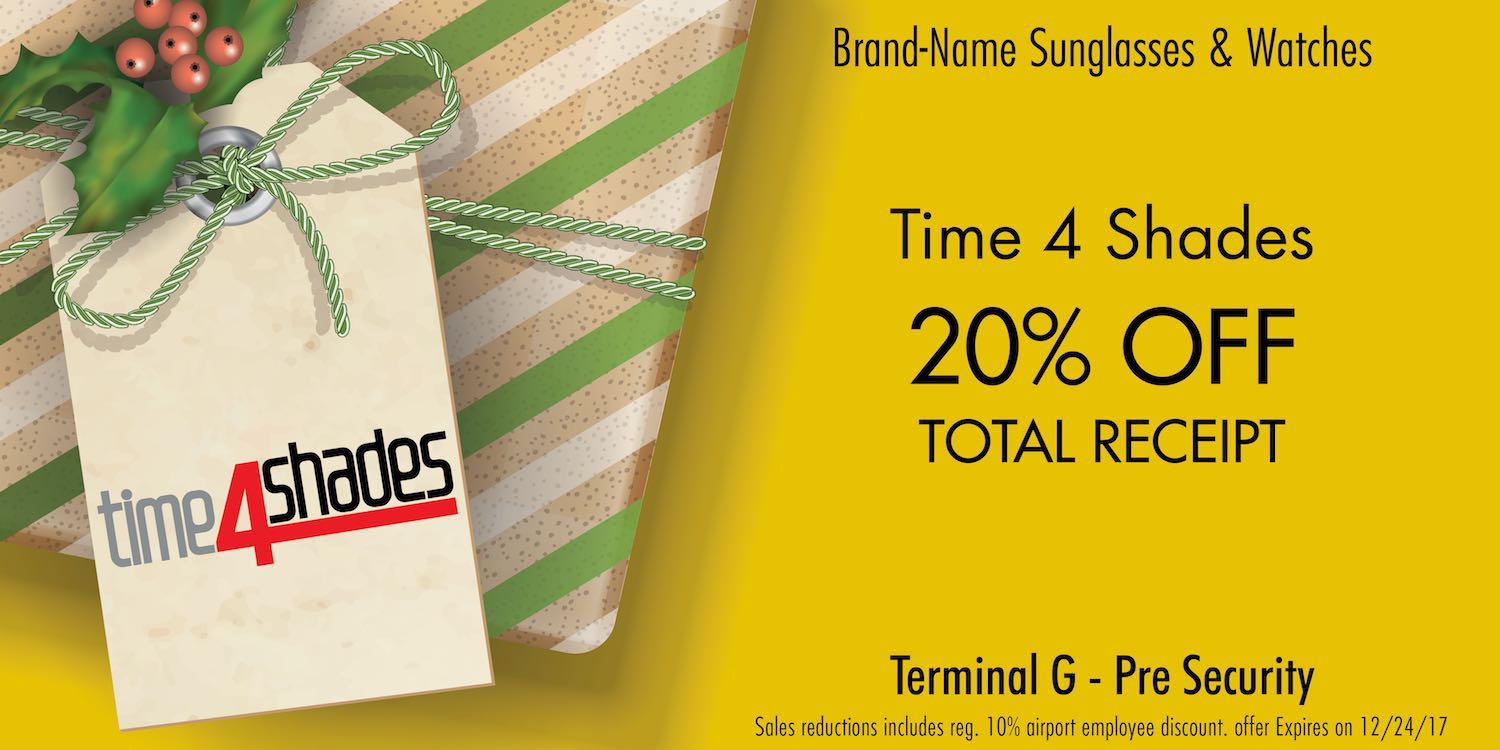 Brand-Name Sunglasses & Watches
Time 4 Shades
20% OFF
TOTAL RECEIPT
time4shades
Terminal G - Pre Security
Sales reductions includes reg. 10% airport employee discount. offer Expires on 12/24/17